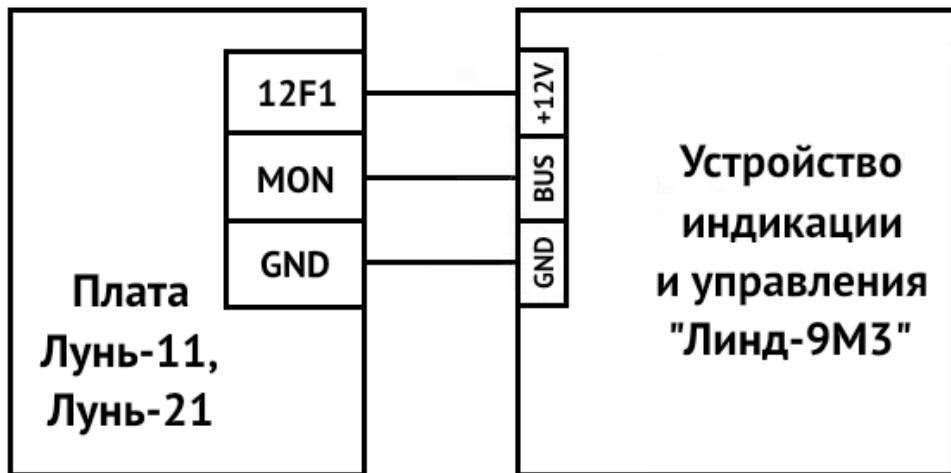 12F1
MON
GND
Плата
Лунь-11,
Лунь-21
+12V
BUS
GND
Устройство
индикации
и управления
"Линд-9М3"